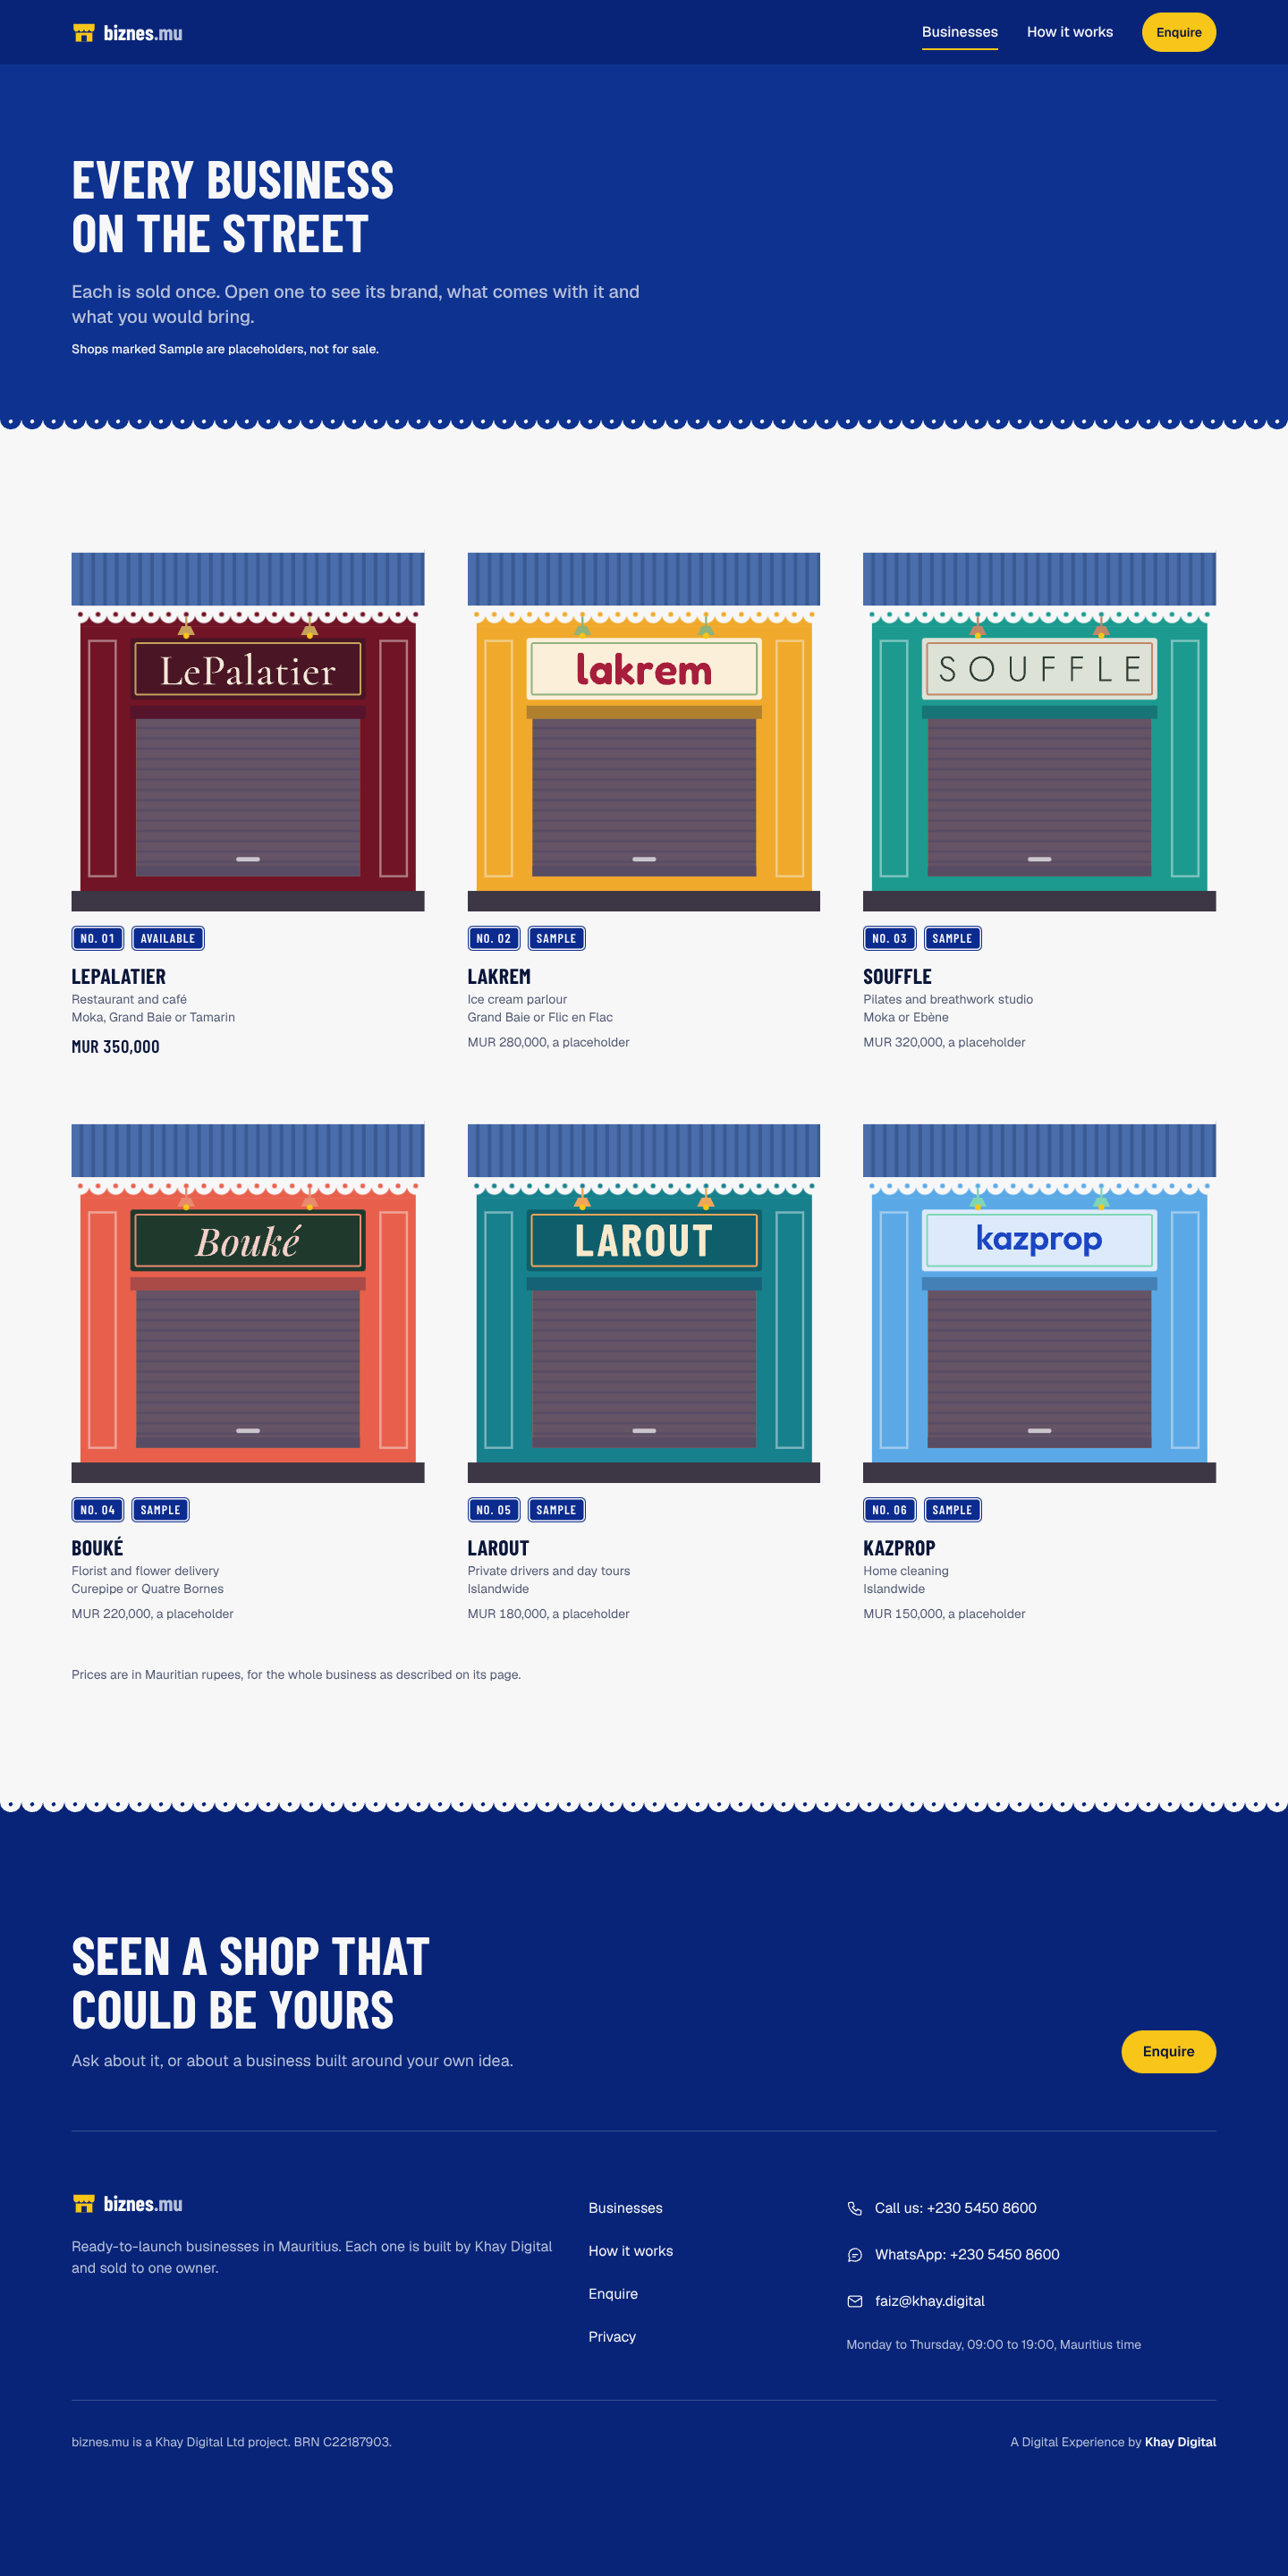 biznes.mu
Businesses
How it works
Enquire
EVERY BUSINESS
ON THE STREET
Each is sold once. Open one to see its brand, what comes with it and
what you would bring.
Shops marked Sample are placeholders, not for sale.
LePalatier
lakrem
SOUFFLE
NO. 01
AVAILABLE
LEPALATIER
Restaurant and café
Moka, Grand Baie or Tamarin
MUR 350,000
NO. 02
SAMPLE
LAKREM
Ice cream parlour
Grand Baie or Flic en Flac
MUR 280,000, a placeholder
NO. 03
SAMPLE
SOUFFLE
Pilates and breathwork studio
Moka or Ebène
MUR 320,000, a placeholder
Bouké
LAROUT
kazprop
NO. 04
SAMPLE
BOUKÉ
Florist and flower delivery
Curepipe or Quatre Bornes
MUR 220,000, a placeholder
NO. 05
SAMPLE
LAROUT
Private drivers and day tours
Islandwide
MUR 180,000, a placeholder
NO. 06
SAMPLE
KAZPROP
Home cleaning
Islandwide
MUR 150,000, a placeholder
Prices are in Mauritian rupees, for the whole business as described on its page.
SEEN A SHOP THAT
COULD BE YOURS
Ask about it, or about a business built around your own idea.
Enquire
biznes.mu
Ready-to-launch businesses in Mauritius. Each one is built by Khay Digital
and sold to one owner.
Businesses
How it works
Enquire
Privacy
Call us: +230 5450 8600
WhatsApp: +230 5450 8600
faiz@khay.digital
Monday to Thursday, 09:00 to 19:00, Mauritius time
biznes.mu is a Khay Digital Ltd project. BRN C22187903.
A Digital Experience by Khay Digital